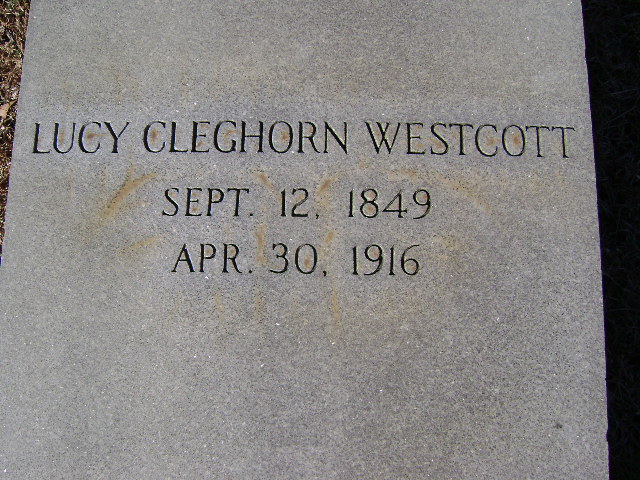 LUCY CLEGHORN WESTCOTT
SEPT. 12, 1849
APR. 30, 1916